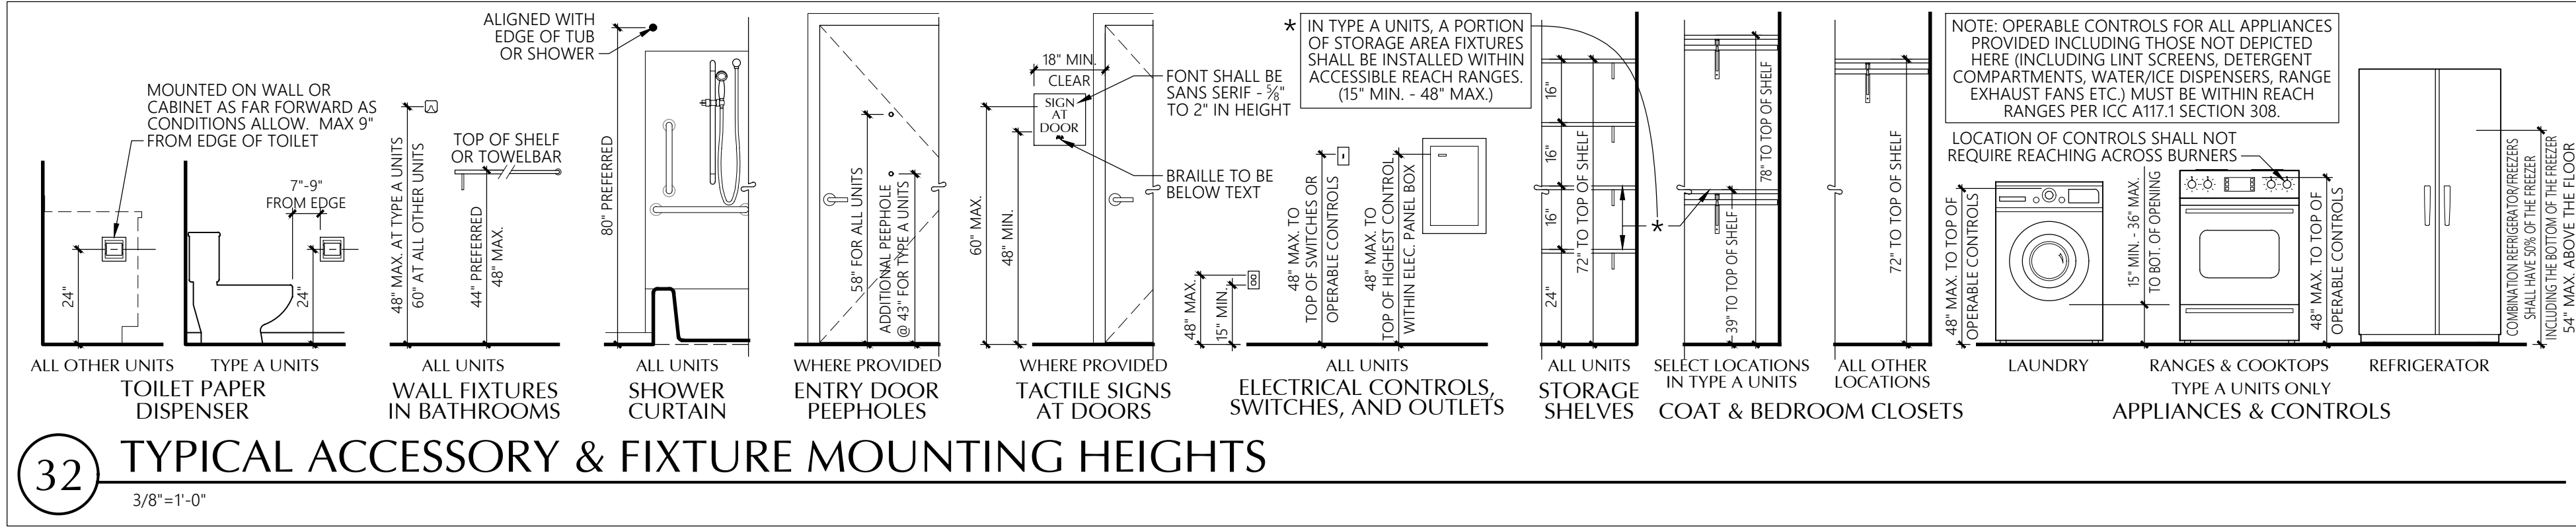 MOUNTED ON WALL OR
CABINET AS FAR FORWARD AS
CONDITIONS ALLOW. MAX 9"
FROM EDGE OF TOILET
7"-9"
FROM EDGE
24"
24"
ALL OTHER UNITS
TYPE A UNITS
TOILET PAPER
DISPENSER
48" MAX. AT TYPE A UNITS
60" AT ALL OTHER UNITS
TOP OF SHELF
OR TOWELBAR
44" PREFERRED
48" MAX.
ALL UNITS
WALL FIXTURES
IN BATHROOMS
ALIGNED WITH
EDGE OF TUB
OR SHOWER
80" PREFERRED
ALL UNITS
SHOWER
CURTAIN
58" FOR ALL UNITS
ADDITIONAL PEEPHOLE
@ 43" FOR TYPE A UNITS
WHERE PROVIDED
ENTRY DOOR
PEEPHOLES
18" MIN.
CLEAR
SIGN
AT
DOOR
FONT SHALL BE
SANS SERIF - ⅝"
TO 2" IN HEIGHT
BRAILLE TO BE
BELOW TEXT
60" MAX.
48" MIN.
WHERE PROVIDED
TACTILE SIGNS
AT DOORS
48" MAX.
15" MIN.
48" MAX. TO
TOP OF SWITCHES OR
OPERABLE CONTROLS
48" MAX. TO
TOP OF HIGHEST CONTROL
WITHIN ELEC. PANEL BOX
ALL UNITS
ELECTRICAL CONTROLS,
SWITCHES, AND OUTLETS
* IN TYPE A UNITS, A PORTION
OF STORAGE AREA FIXTURES
SHALL BE INSTALLED WITHIN
ACCESSIBLE REACH RANGES.
(15" MIN. - 48" MAX.)
16"
16"
16"
24"
72" TO TOP OF SHELF
*
ALL UNITS
STORAGE
SHELVES
78" TO TOP OF SHELF
39" TO TOP OF SHELF
SELECT LOCATIONS
IN TYPE A UNITS
72" TO TOP OF SHELF
ALL OTHER
LOCATIONS
COAT & BEDROOM CLOSETS
NOTE: OPERABLE CONTROLS FOR ALL APPLIANCES
PROVIDED INCLUDING THOSE NOT DEPICTED
HERE (INCLUDING LINT SCREENS, DETERGENT
COMPARTMENTS, WATER/ICE DISPENSERS, RANGE
EXHAUST FANS ETC.) MUST BE WITHIN REACH
RANGES PER ICC A117.1 SECTION 308.
LOCATION OF CONTROLS SHALL NOT
REQUIRE REACHING ACROSS BURNERS
48" MAX. TO TOP OF
OPERABLE CONTROLS
15" MIN. - 36" MAX.
TO BOT. OF OPENING
48" MAX. TO TOP OF
OPERABLE CONTROLS
COMBINATION REFRIGERATOR/FREEZERS
SHALL HAVE 50% OF THE FREEZER
INCLUDING THE BOTTOM OF THE FREEZER
54" MAX. ABOVE THE FLOOR
LAUNDRY
RANGES & COOKTOPS
REFRIGERATOR
TYPE A UNITS ONLY
APPLIANCES & CONTROLS
32
TYPICAL ACCESSORY & FIXTURE MOUNTING HEIGHTS
3/8"=1'-0"